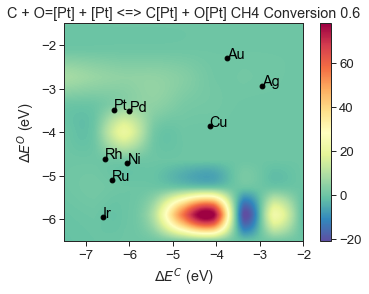 C + O=[Pt] + [Pt] <=> C[Pt] + O[Pt] CH4 Conversion 0.6
−2
−3
−4
−5
−6
ΔE^O (eV)
Au
Ag
Pt
Pd
Cu
Rh
Ni
Ru
Ir
60
40
20
0
−20
−7
−6
−5
−4
−3
−2
ΔE^C (eV)